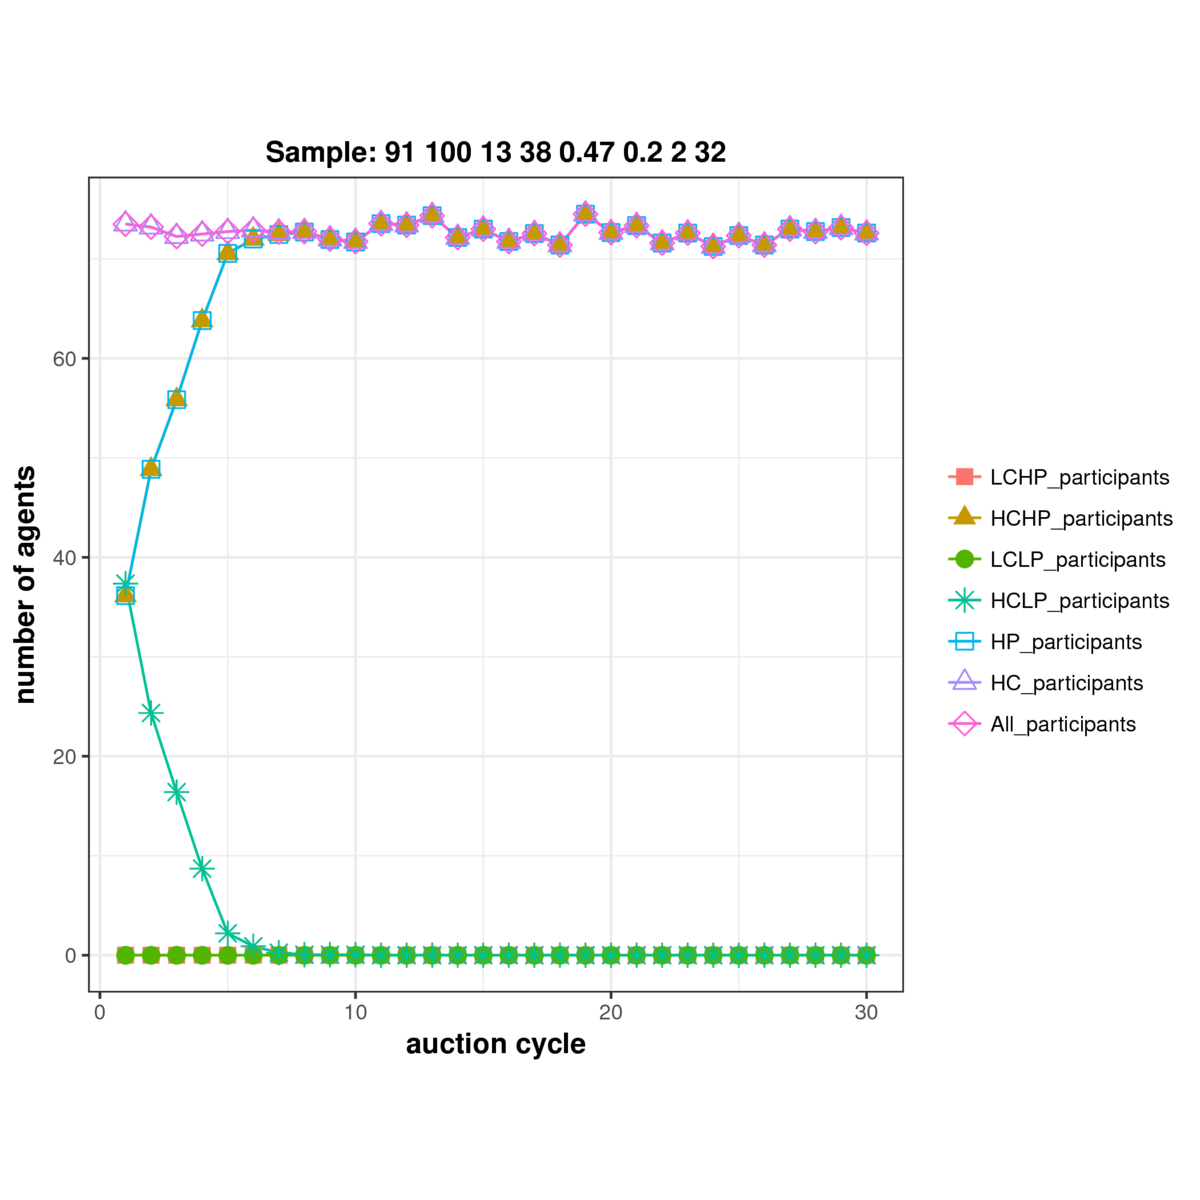 Sample: 91 100 13 38 0.47 0.2 2 32
number of agents
60
40
20
0
0 10 20 30
auction cycle
LCHP_participants
HCHP_participants
LCLP_participants
HCLP_participants
HP_participants
HC_participants
All_participants